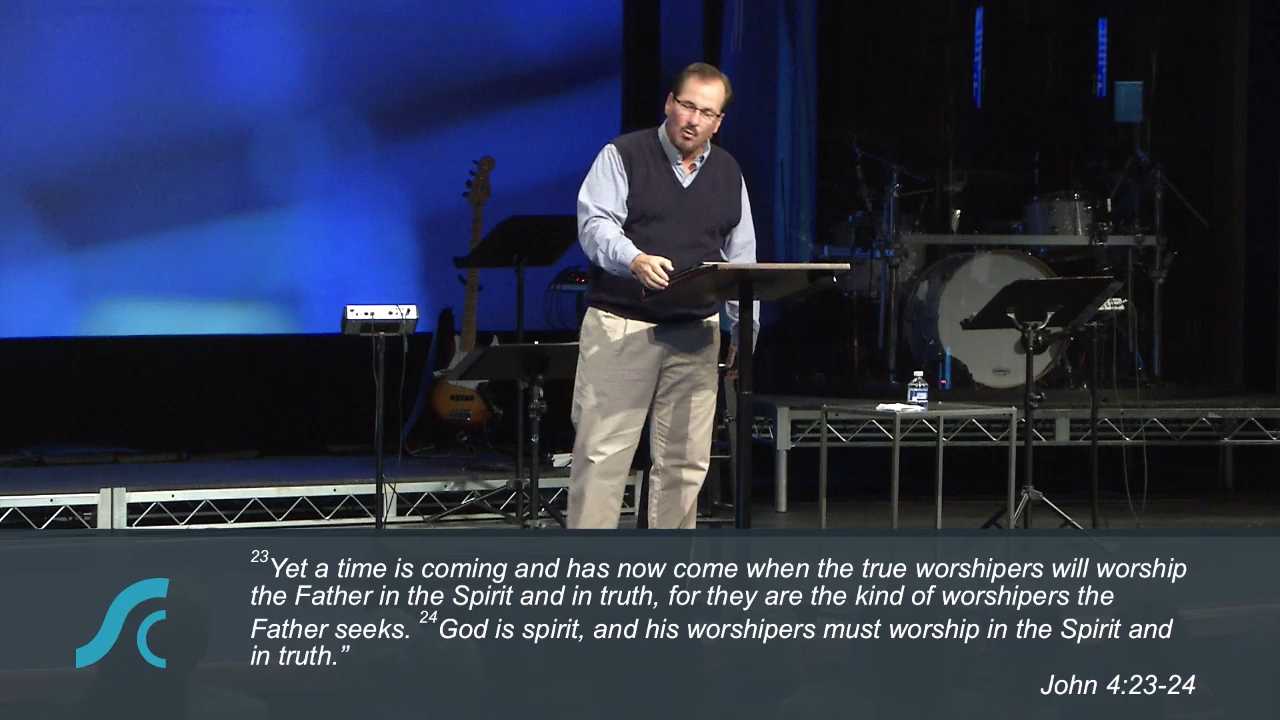 ²³Yet a time is coming and has now come when the true worshipers will worship
the Father in the Spirit and in truth, for they are the kind of worshipers the
Father seeks. ²⁴God is spirit, and his worshipers must worship in the Spirit and
in truth.”
John 4:23-24